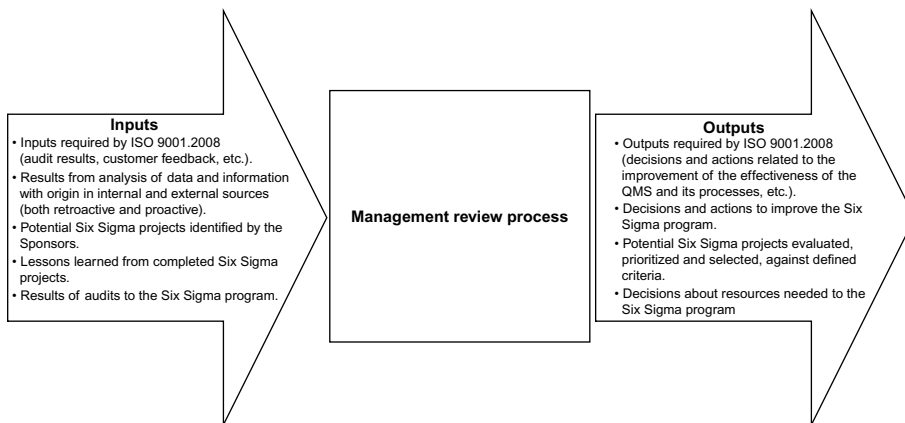 Inputs
• Inputs required by ISO 9001.2008
(audit results, customer feedback, etc.).
• Results from analysis of data and information
with origin in internal and external sources
(both retroactive and proactive).
• Potential Six Sigma projects identified by the
Sponsors.
• Lessons learned from completed Six Sigma
projects.
• Results of audits to the Six Sigma program.
Management review process
Outputs
• Outputs required by ISO 9001.2008
(decisions and actions related to the
improvement of the effectiveness of the
QMS and its processes, etc.).
• Decisions and actions to improve the Six
Sigma program.
• Potential Six Sigma projects evaluated,
prioritized and selected, against defined
criteria.
• Decisions about resources needed to the
Six Sigma program